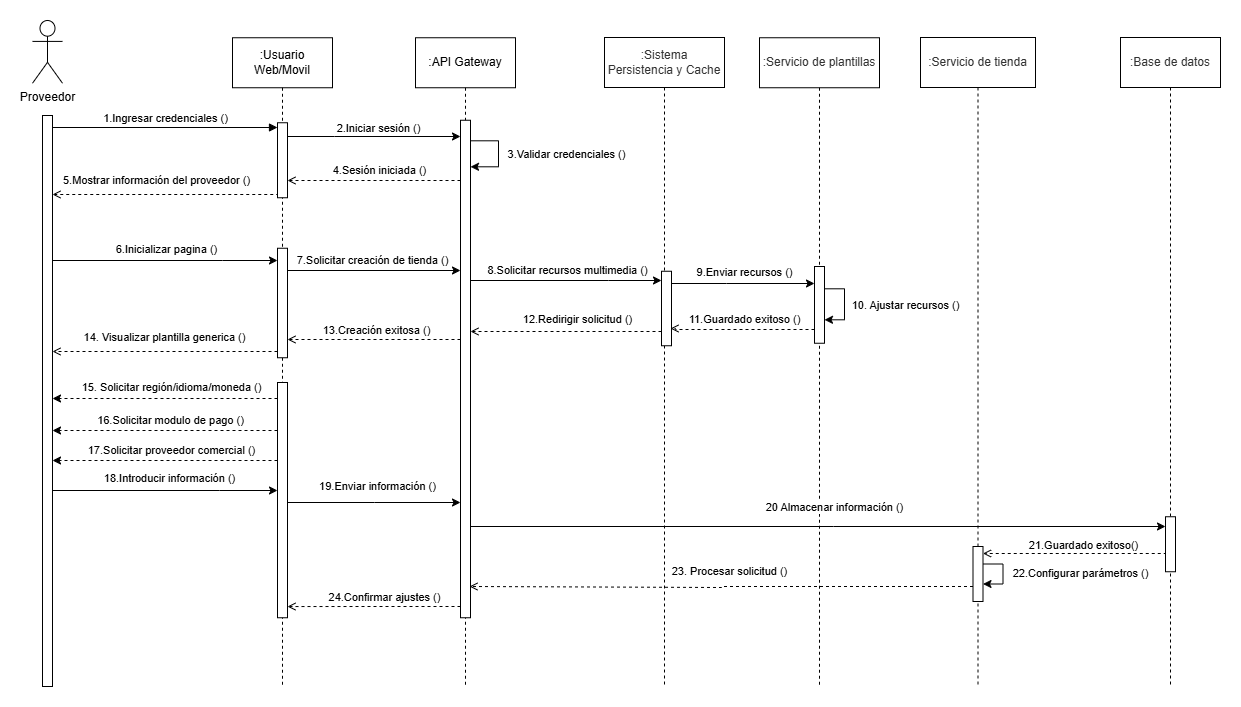 Proveedor
:Usuario
Web/Movil
:API Gateway
:Sistema
Persistencia y Cache
:Servicio de plantillas
:Servicio de tienda
:Base de datos
1.Ingresar credenciales ()
2.Iniciar sesión ()
3.Validar credenciales ()
4.Sesión iniciada ()
5.Mostrar información del proveedor ()
6.Inicializar pagina ()
7.Solicitar creación de tienda ()
8.Solicitar recursos multimedia ()
9.Enviar recursos ()
10. Ajustar recursos ()
11.Guardado exitoso ()
12.Redirigir solicitud ()
13.Creación exitosa ()
14. Visualizar plantilla generica ()
15. Solicitar región/idioma/moneda ()
16.Solicitar modulo de pago ()
17.Solicitar proveedor comercial ()
18.Introducir información ()
19.Enviar información ()
20 Almacenar información ()
21.Guardado exitoso()
22.Configurar parámetros ()
23. Procesar solicitud ()
24.Confirmar ajustes ()